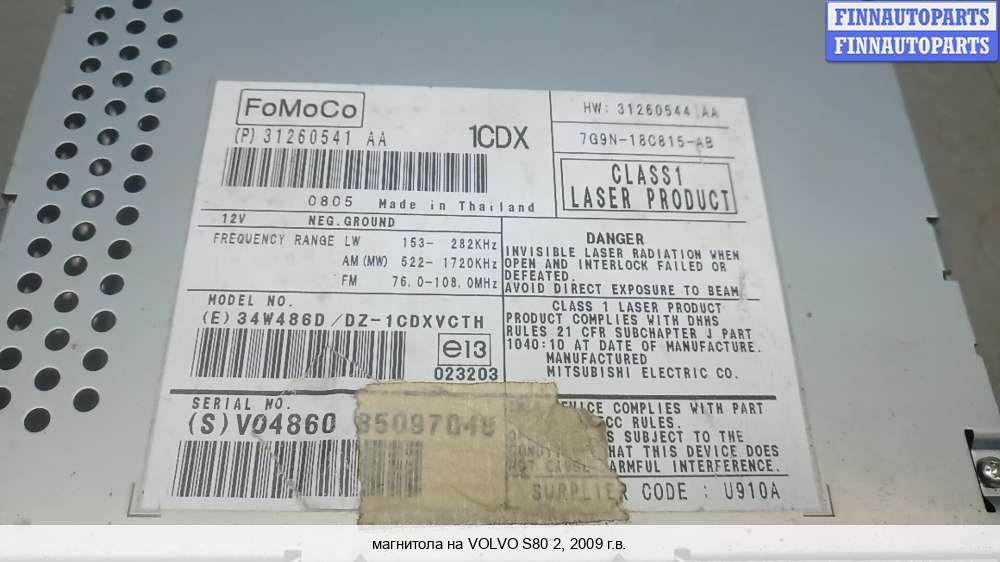 FINNAUTOPARTS
FINNAUTOPARTS
FoMoCo
(P) 31260541 AA
1CDX
0805 Made in Thailand
HW: 31260544 AA
7G9N-18C815-AB
CLASS1
LASER PRODUCT
12V NEG.GROUND
FREQUENCY RANGE LW 153- 282KHz
AM (MW) 522- 1720KHz
FM 76.0-108.0MHz
DANGER
INVISIBLE LASER RADIATION WHEN
OPEN AND INTERLOCK FAILED OR
DEFEATED.
AVOID DIRECT EXPOSURE TO BEAM
MODEL NO.
(E) 34W486D/DZ-1CDXVCTH
e13
023203
CLASS 1 LASER PRODUCT
PRODUCT COMPLIES WITH DHHS
RULES 21 CFR SUBCHAPTER J PART
1040:10 AT DATE OF MANUFACTURE.
MANUFACTURED
MITSUBISHI ELECTRIC CO.
SERIAL NO.
(S) V04860
COMPLIES WITH PART
RULES.
IS SUBJECT TO THE
THAT THIS DEVICE DOES
NOT CAUSE HARMFUL INTERFERENCE.
SUPPLIER CODE : U910A
магнитола на VOLVO S80 2, 2009 г.в.